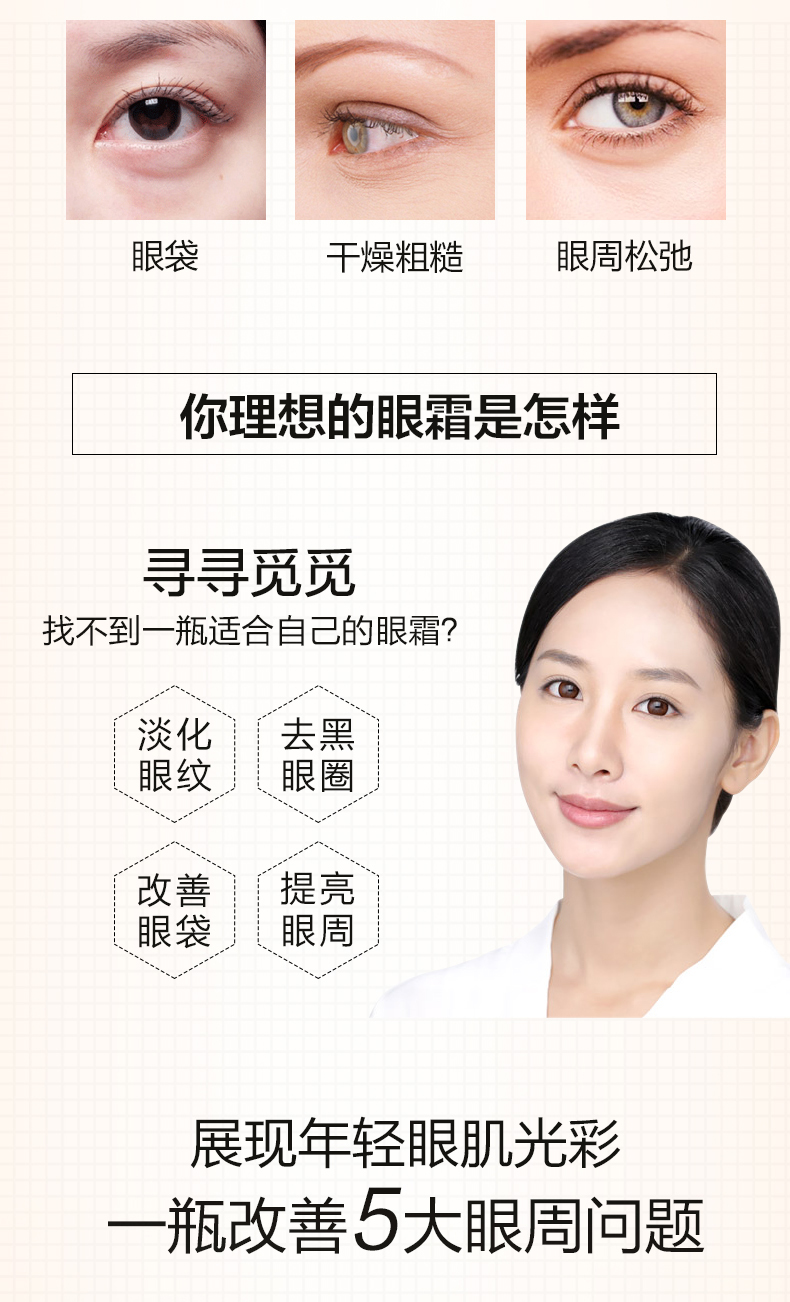 眼袋
干燥粗糙
眼周松弛
你理想的眼霜是怎样
寻寻觅觅
找不到一瓶适合自己的眼霜?
淡化
眼纹
去黑
眼圈
改善
眼袋
提亮
眼周
展现年轻眼肌光彩
一瓶改善5大眼周问题